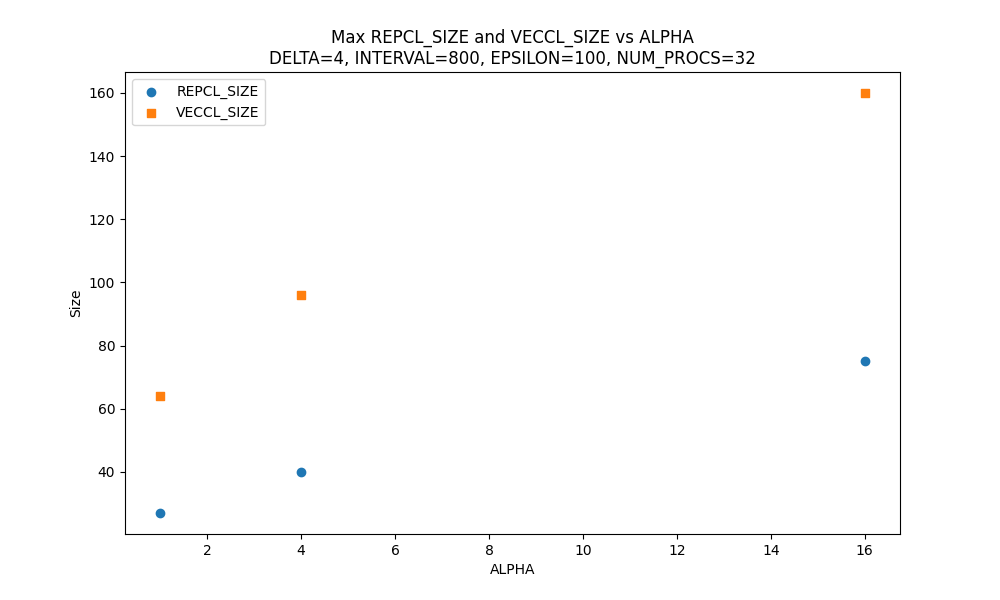 Max REPCL_SIZE and VECCL_SIZE vs ALPHA
DELTA=4, INTERVAL=800, EPSILON=100, NUM_PROCS=32
REPCL_SIZE
VECCL_SIZE
160
140
120
100
80
60
40
Size
2 4 6 8 10 12 14 16
ALPHA